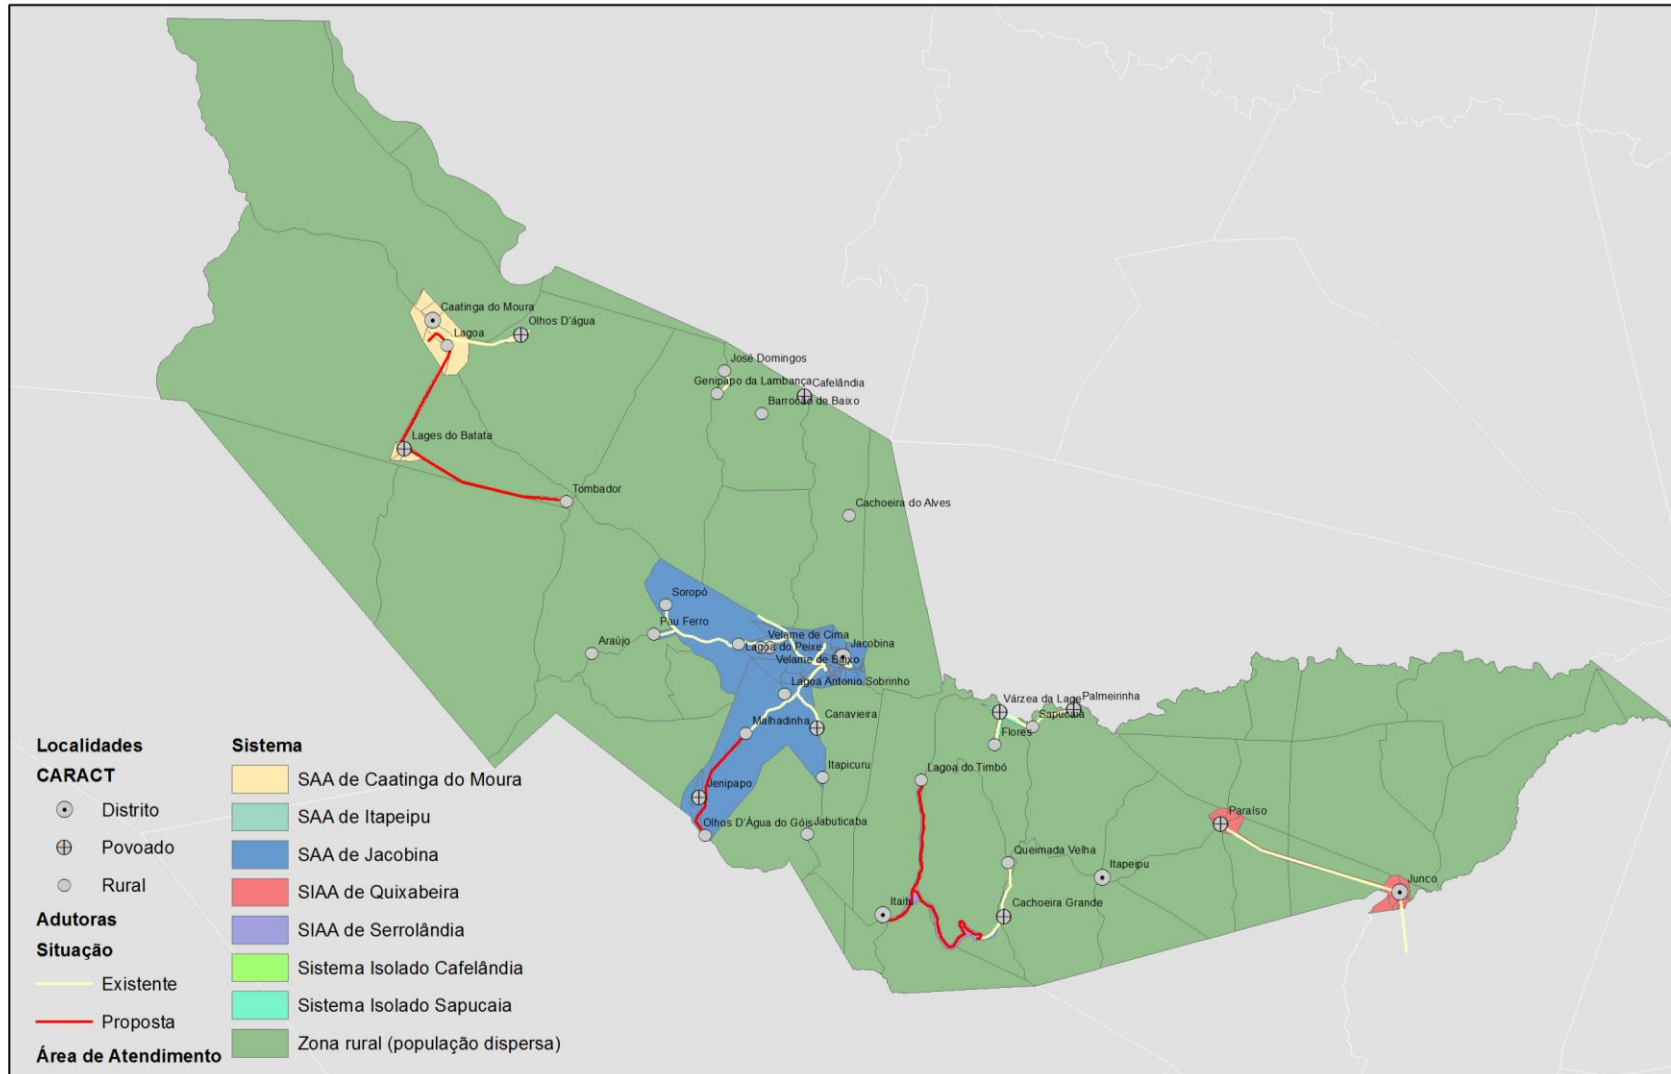 Caatinga do Moura
Lagoa
Olhos D'água
José Domingos
Genipapo da Lambança
Cafelândia
Barrocão de Baixo
Lages do Batata
Tombador
Cachoeira do Alves
Soropó
Pau Ferro
Araújo
Velame de Cima
Jacobina
Lagoa do Peixe
Velame de Baixo
Lagoa Antonio Sobrinho
Malhadinha
Canavieira
Várzea da Lage
Palmeirinha
Sapucaia
Flores
Itapicuru
Lagoa do Timbó
Jenipapo
Olhos D'Água do Góis
Jabuticaba
Paraíso
Queimada Velha
Itapeipu
Junco
Itaitu
Cachoeira Grande
Localidades
CARACT
Distrito
Povoado
Rural
Adutoras
Situação
Existente
Proposta
Área de Atendimento
Sistema
SAA de Caatinga do Moura
SAA de Itapeipu
SAA de Jacobina
SIAA de Quixabeira
SIAA de Serrolândia
Sistema Isolado Cafelândia
Sistema Isolado Sapucaia
Zona rural (população dispersa)